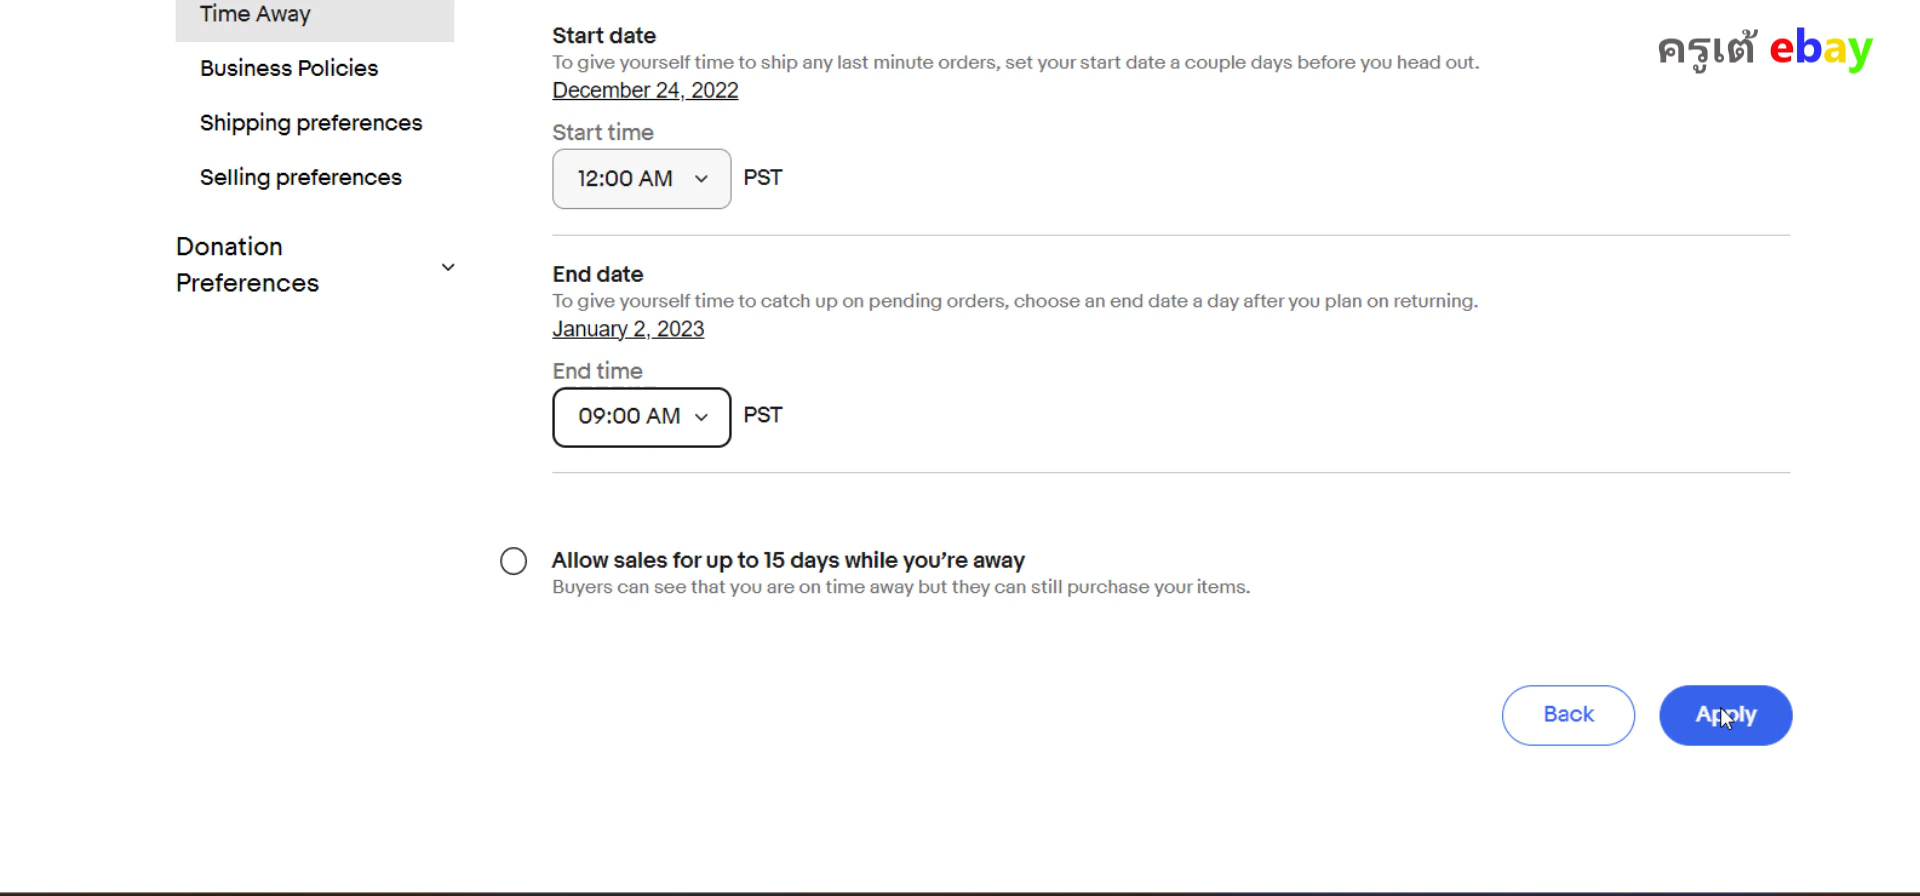 Time Away
Business Policies
Shipping preferences
Selling preferences
Donation
Preferences
Start date
To give yourself time to ship any last minute orders, set your start date a couple days before you head out.
December 24, 2022
Start time
12:00 AM PST
End date
To give yourself time to catch up on pending orders, choose an end date a day after you plan on returning.
January 2, 2023
End time
09:00 AM PST
Allow sales for up to 15 days while you’re away
Buyers can see that you are on time away but they can still purchase your items.
Back Apply
ครูเต้ ebay